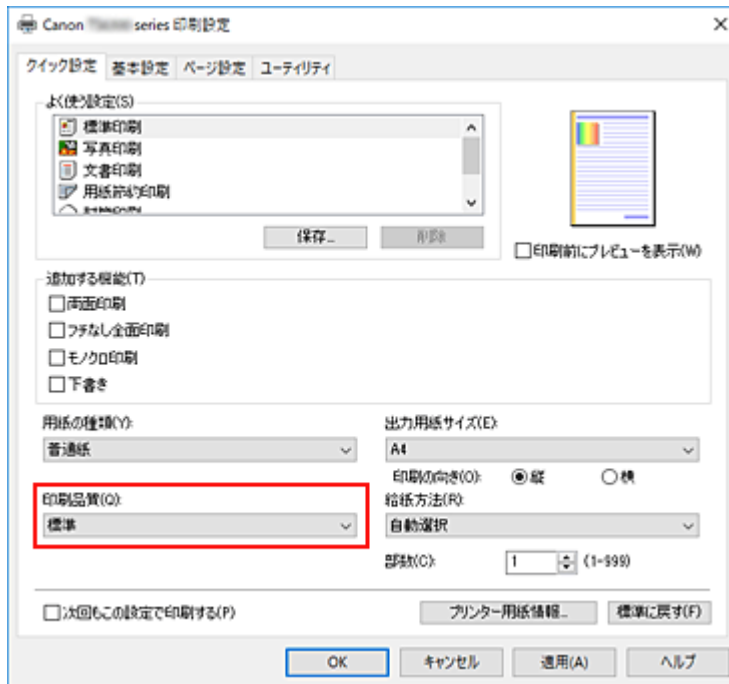 Canon series 印刷設定
クイック設定 基本設定 ページ設定 ユーティリティ
よく使う設定(S)
標準印刷
写真印刷
文書印刷
用紙節約印刷
保存...
削除
印刷前にプレビューを表示(W)
追加する機能(T)
両面印刷
フチなし全面印刷
モノクロ印刷
下書き
用紙の種類(Y):
普通紙
出力用紙サイズ(E):
A4
印刷の向き(O): 縦 横
印刷品質(Q):
標準
給紙方法(R):
自動選択
部数(C): 1 (1-999)
次回もこの設定で印刷する(P)
プリンター用紙情報...
標準に戻す(F)
OK キャンセル 適用(A) ヘルプ